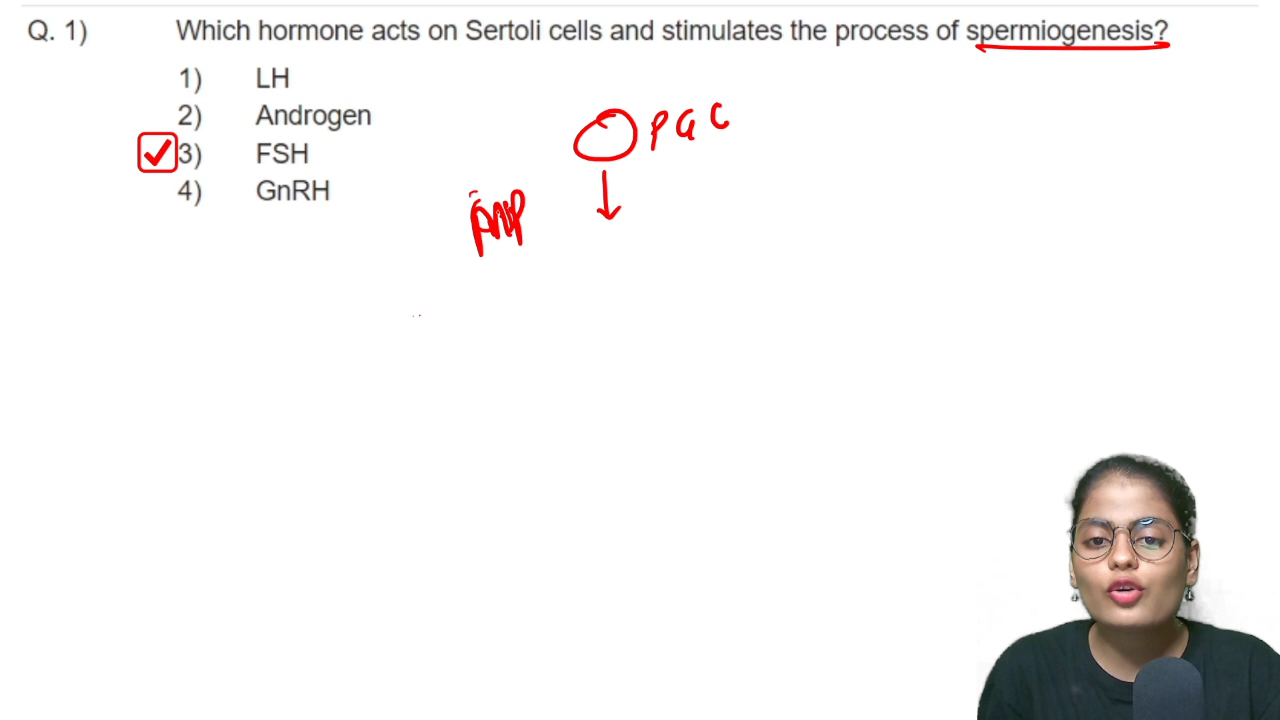 Q. 1) Which hormone acts on Sertoli cells and stimulates the process of spermiogenesis?
1) LH
2) Androgen
3) FSH
4) GnRH
PGC